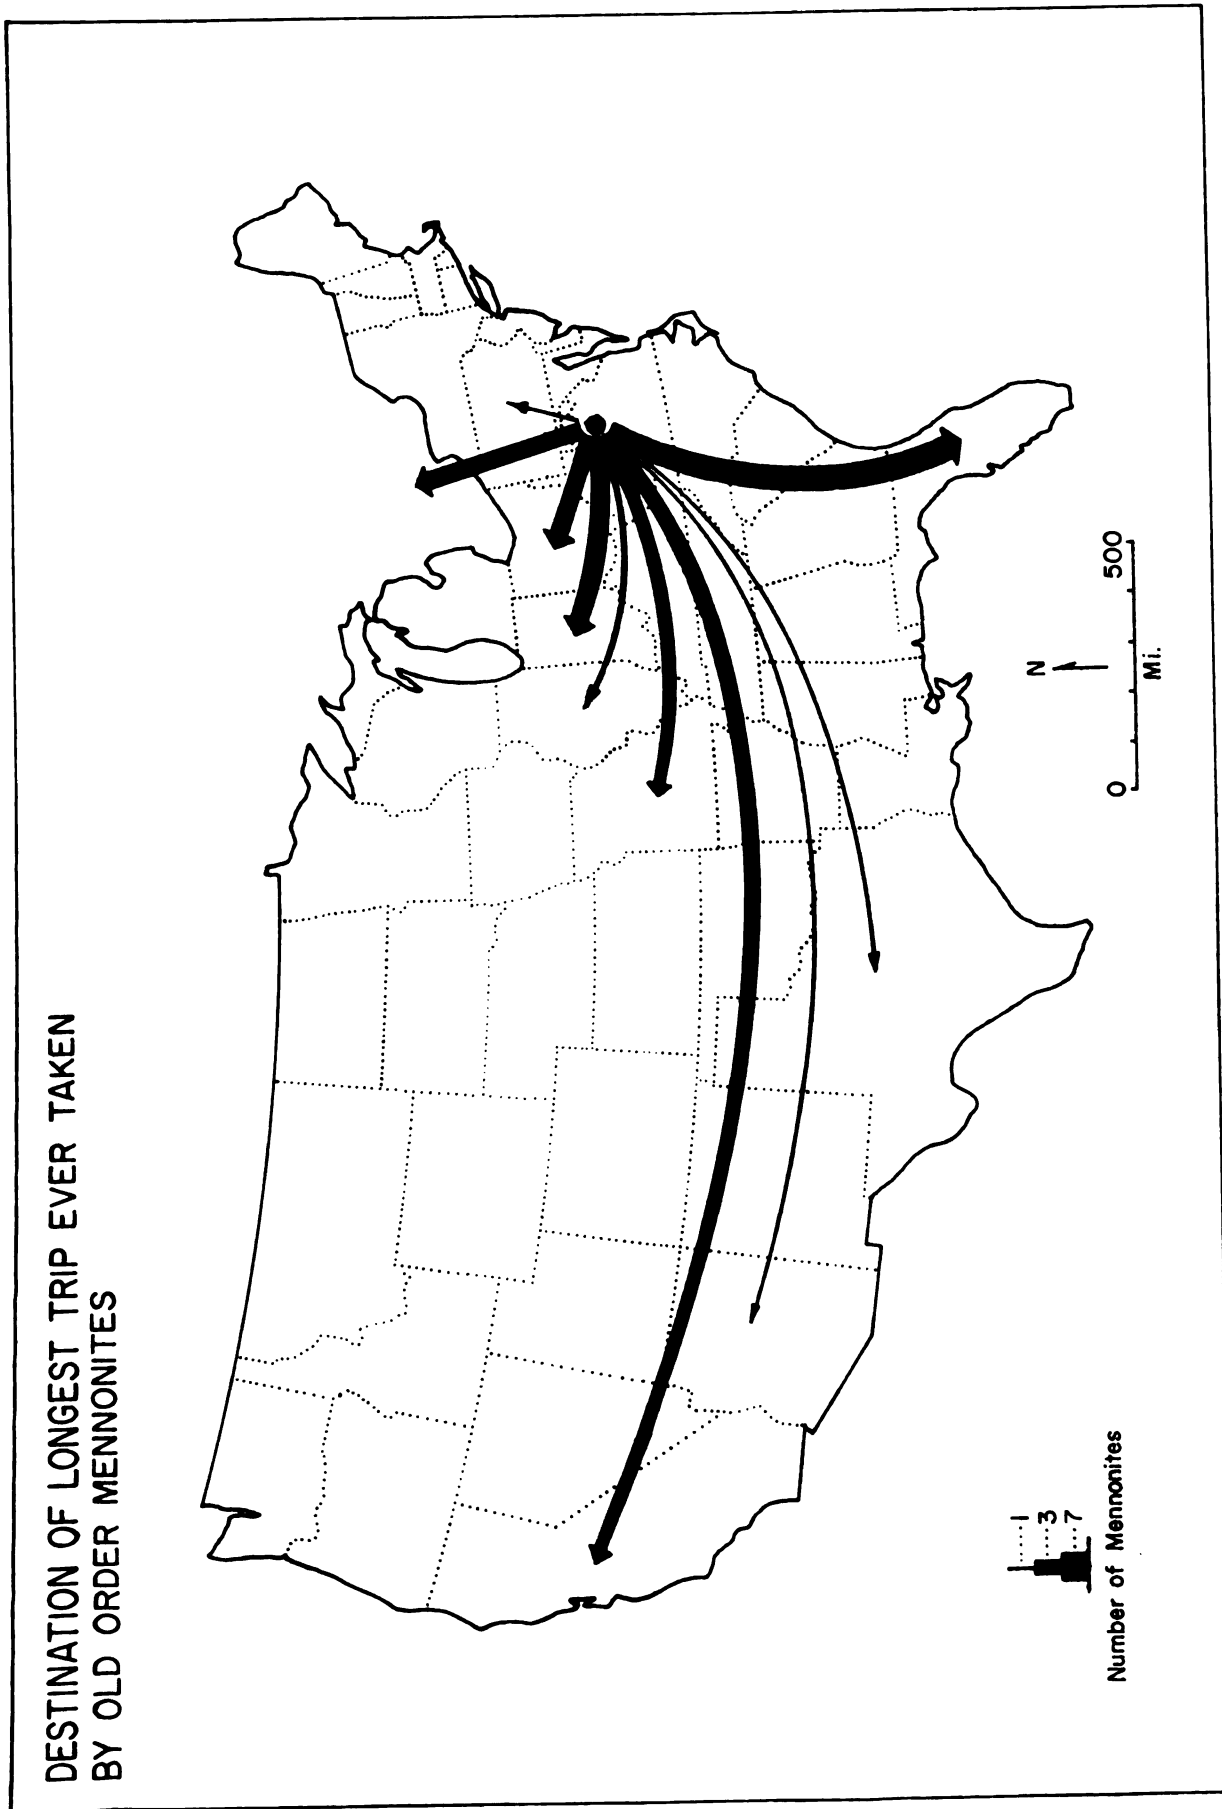 DESTINATION OF LONGEST TRIP EVER TAKEN
BY OLD ORDER MENNONITES
1
3
7
Number of Mennonites
N
0 500
Mi.